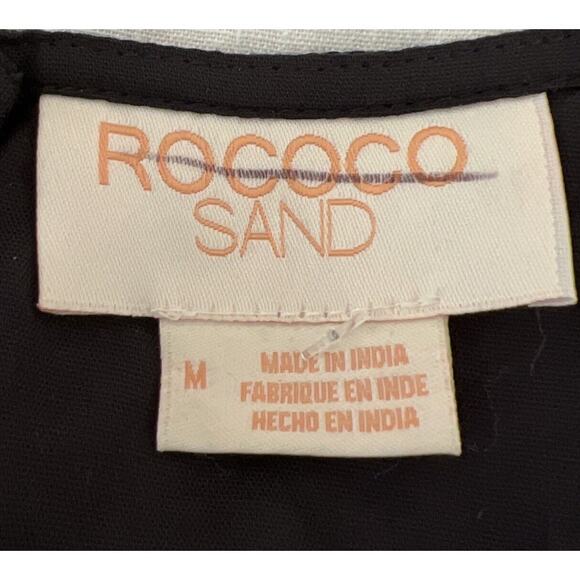 ROCOCO
SAND
M
MADE IN INDIA
FABRIQUE EN INDE
HECHO EN INDIA